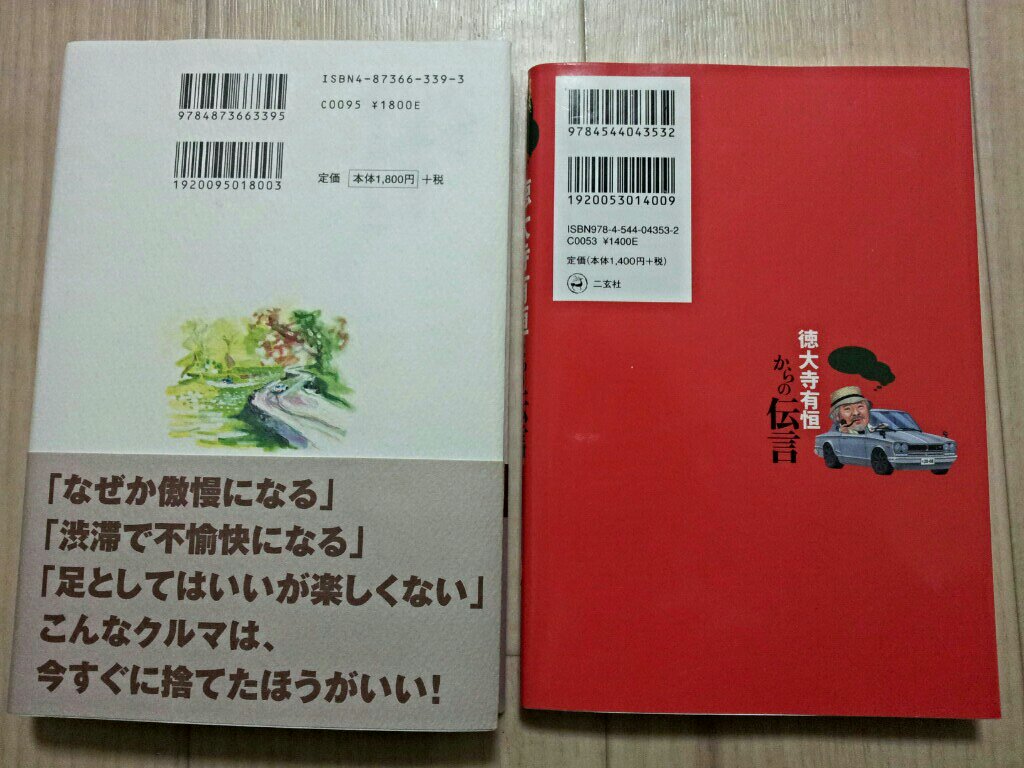 ISBN4-87366-339-3
C0095 ¥1800E
9784873663395
1920095018003
定価 本体1,800円 +税
「なぜか傲慢になる」
「渋滞で不愉快になる」
「足としてはいいが楽しくない」
こんなクルマは、
今すぐに捨てたほうがいい!
9784544043532
1920053014009
ISBN978-4-544-04353-2
C0053 ¥1400E
定価(本体1,400円+税)
二玄社
徳大寺有恒
からの伝言